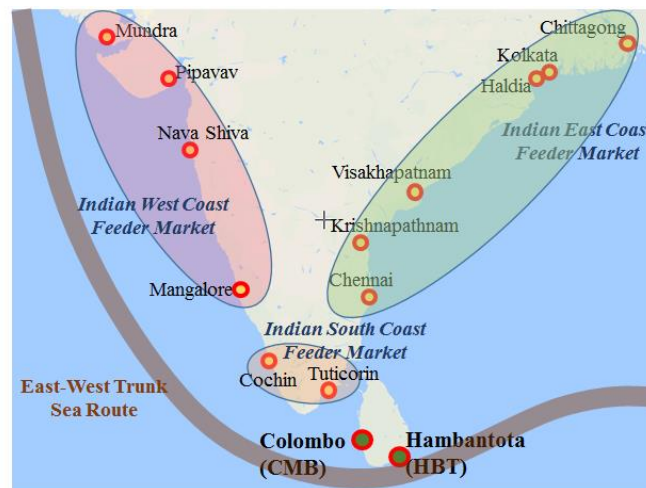 Mundra
Chittagong
Kolkata
Pipavav
Haldia
Nava Shiva
Indian East Coast
Feeder Market
Visakhapatnam
Indian West Coast
Feeder Market
Krishnapathnam
Chennai
Mangalore
Indian South Coast
Feeder Market
Cochin
Tuticorin
East-West Trunk
Sea Route
Colombo
(CMB)
Hambantota
(HBT)